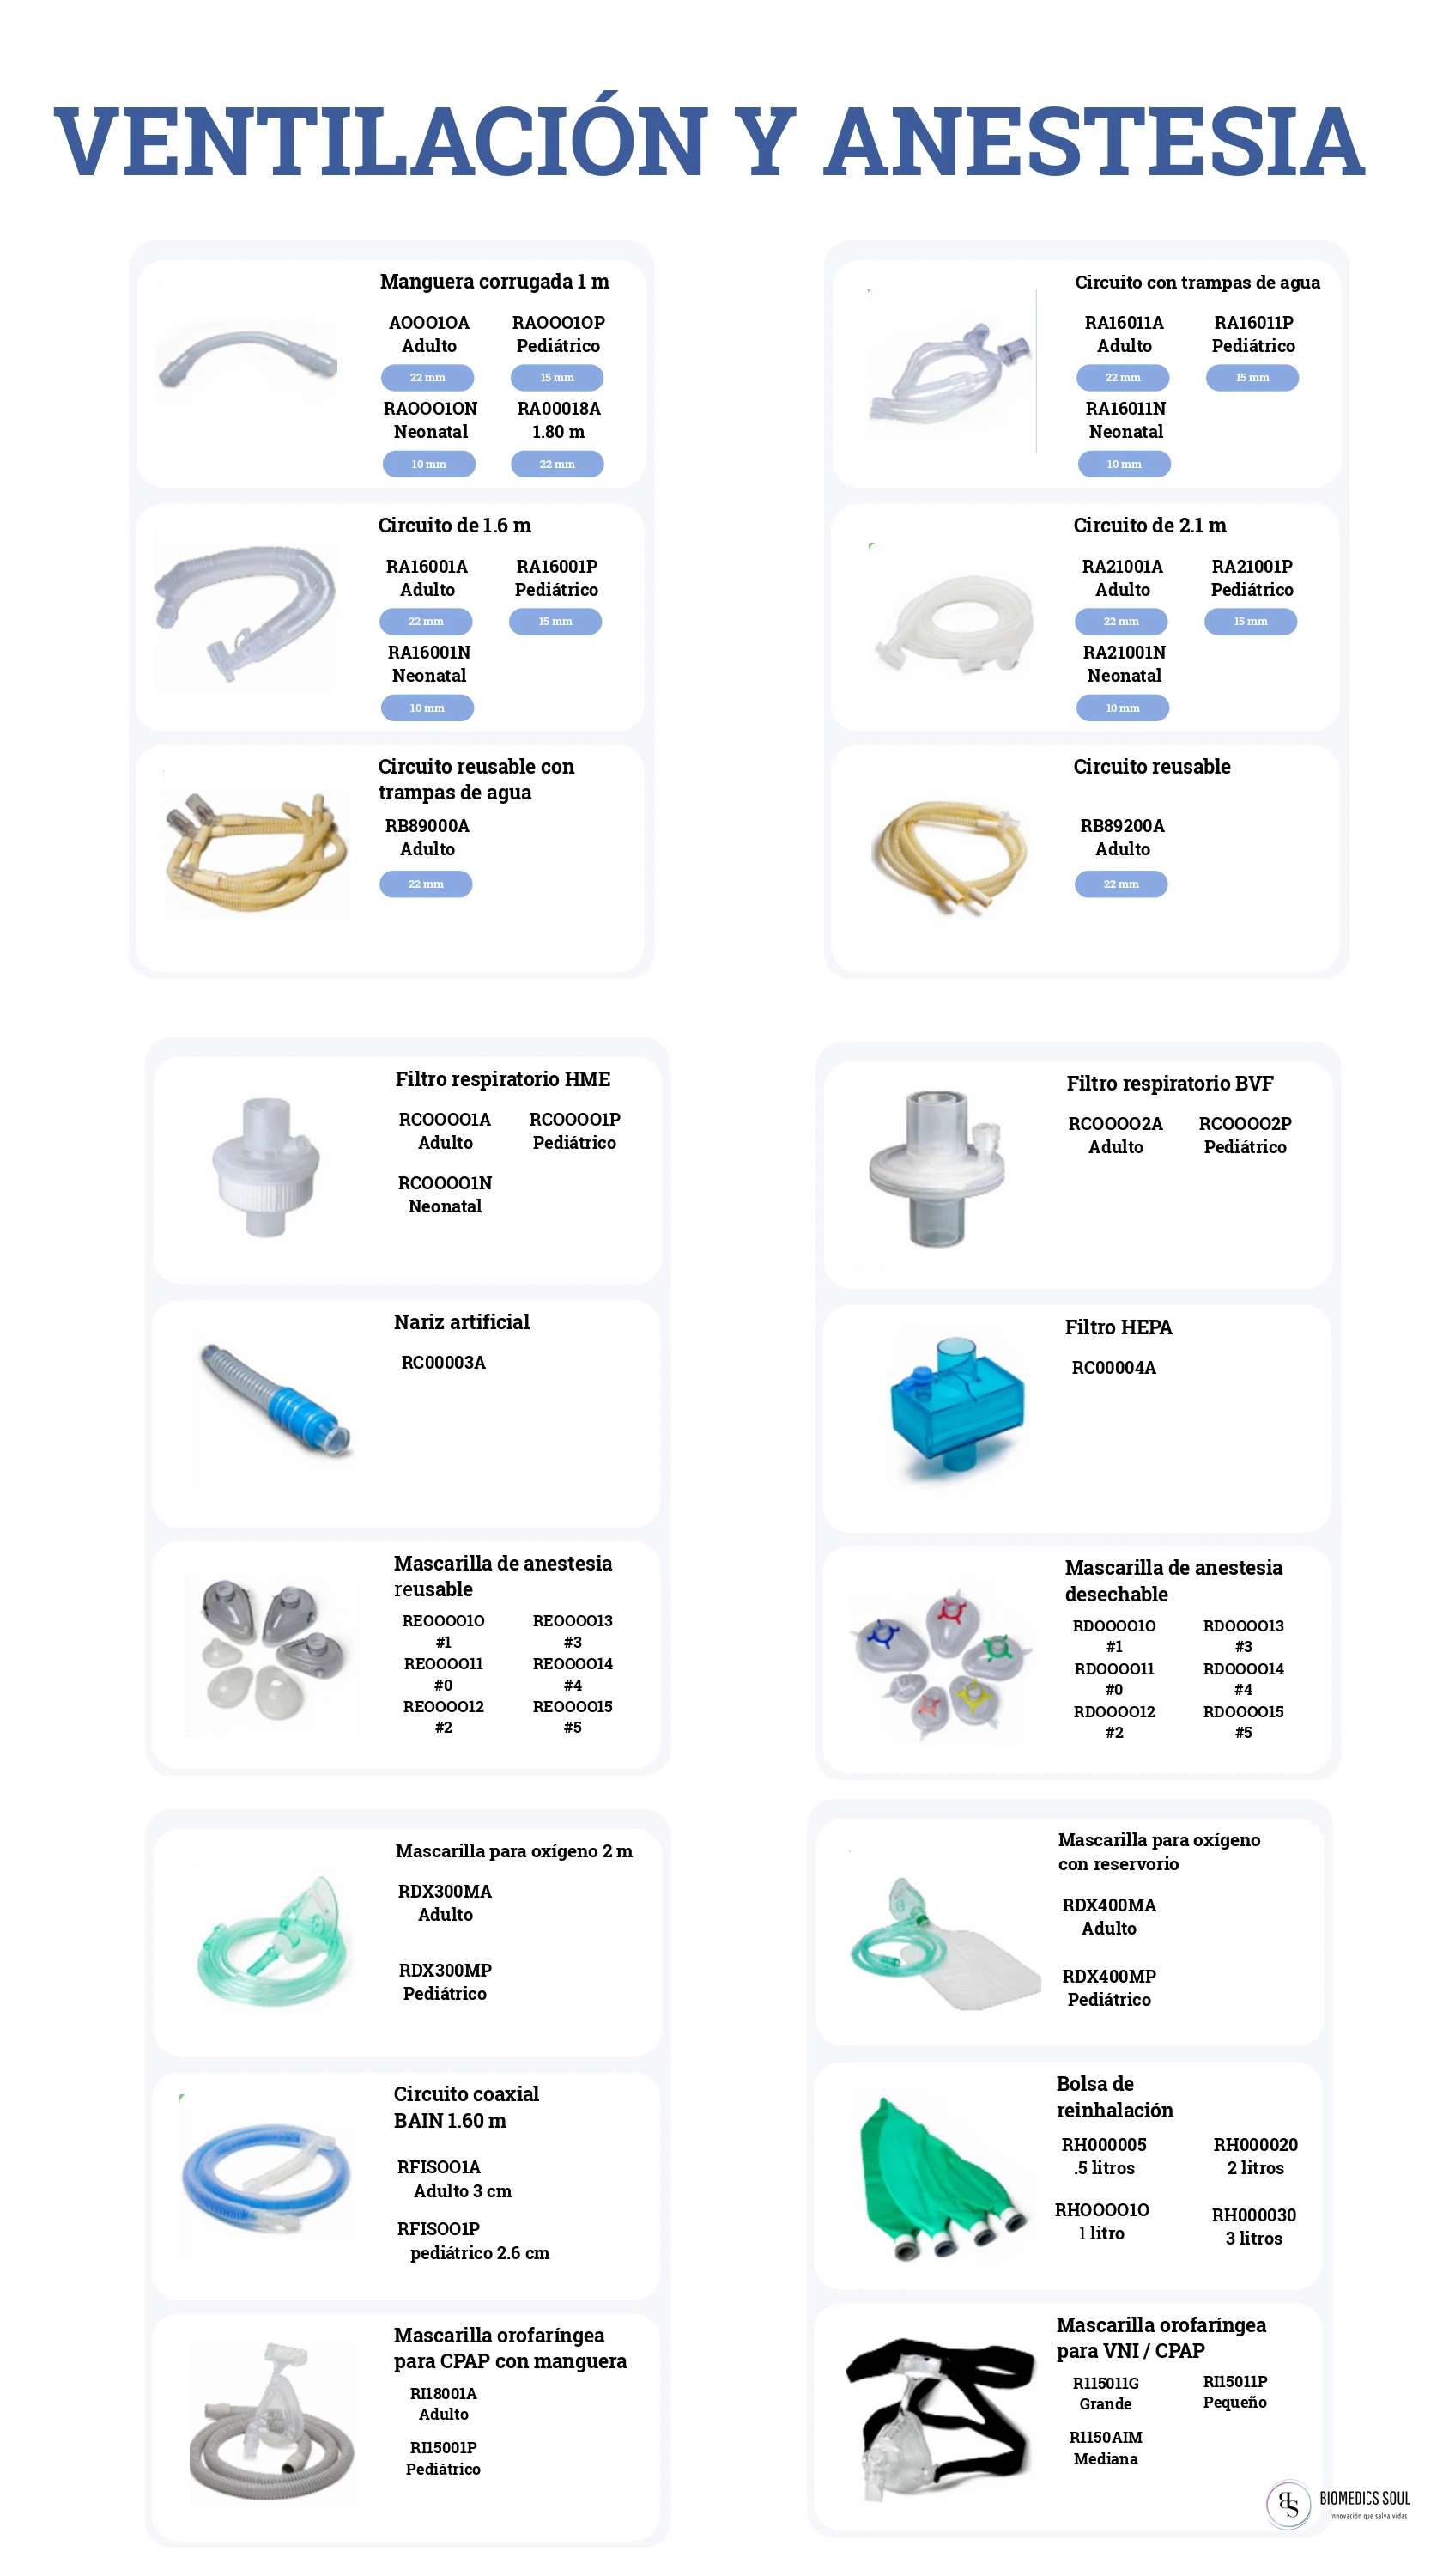 VENTILACIÓN Y ANESTESIA
Manguera corrugada 1 m
AOOO1OA
Adulto
22 mm
RAOOO1OP
Pediátrico
15 mm
RAOOO1ON
Neonatal
10 mm
RA00018A
1.80 m
22 mm
Circuito con trampas de agua
RA16011A
Adulto
22 mm
RA16011P
Pediátrico
15 mm
RA16011N
Neonatal
10 mm
Circuito de 1.6 m
RA16001A
Adulto
22 mm
RA16001P
Pediátrico
15 mm
RA16001N
Neonatal
10 mm
Circuito de 2.1 m
RA21001A
Adulto
22 mm
RA21001P
Pediátrico
15 mm
RA21001N
Neonatal
10 mm
Circuito reusable con
trampas de agua
RB89000A
Adulto
22 mm
Circuito reusable
RB89200A
Adulto
22 mm
Filtro respiratorio HME
RCOOOO1A
Adulto
RCOOOO1P
Pediátrico
RCOOOO1N
Neonatal
Filtro respiratorio BVF
RCOOOO2A
Adulto
RCOOOO2P
Pediátrico
Nariz artificial
RC00003A
Filtro HEPA
RC00004A
Mascarilla de anestesia
reusable
REOOOO1O
#1
REOOOO13
#3
REOOOO11
#0
REOOOO14
#4
REOOOO12
#2
REOOOO15
#5
Mascarilla de anestesia
desechable
RDOOOO1O
#1
RDOOOO13
#3
RDOOOO11
#0
RDOOOO14
#4
RDOOOO12
#2
RDOOOO15
#5
Mascarilla para oxígeno 2 m
RDX300MA
Adulto
RDX300MP
Pediátrico
Mascarilla para oxígeno
con reservorio
RDX400MA
Adulto
RDX400MP
Pediátrico
Circuito coaxial
BAIN 1.60 m
RFISOO1A
Adulto 3 cm
RFISOO1P
pediátrico 2.6 cm
Bolsa de
reinhalación
RH000005
.5 litros
RH000020
2 litros
RHOOOO1O
1 litro
RH000030
3 litros
Mascarilla orofaríngea
para CPAP con manguera
RI18001A
Adulto
RI15001P
Pediátrico
Mascarilla orofaríngea
para VNI / CPAP
R115011G
Grande
RI15011P
Pequeño
R1150AIM
Mediana
BS
BIOMEDICS SOUL
Innovación que salva vidas